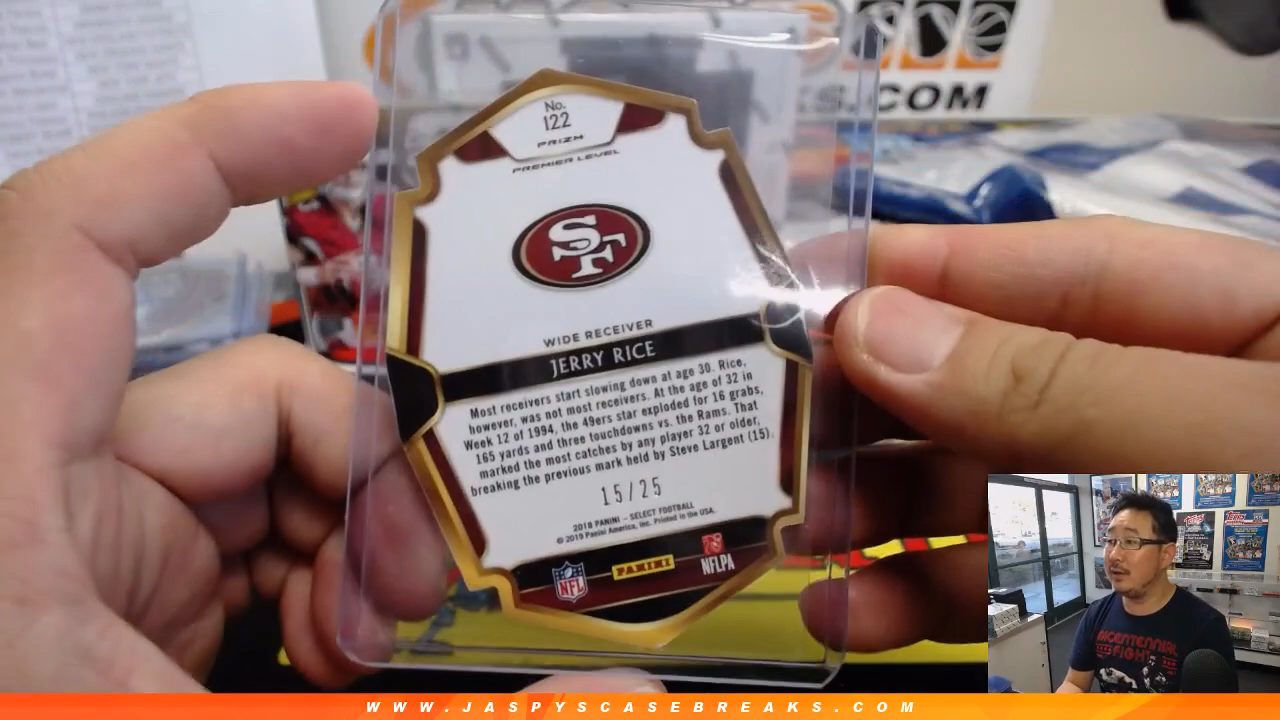 S.COM
No.
122
PRIZM
PREMIER LEVEL
SF
WIDE RECEIVER
JERRY RICE
Most receivers start slowing down at age 30. Rice,
however, was not most receivers. At the age of 32 in
Week 12 of 1994, the 49ers star exploded for 16 grabs,
165 yards and three touchdowns vs. the Rams. That
marked the most catches by any player 32 or older,
breaking the previous mark held by Steve Largent (15).
15/25
2018 PANINI – SELECT FOOTBALL
© 2019 Panini America, Inc. Printed in the USA.
NFL
PANINI
NFLPA
BICENTENNIAL
FIGHT
WWW.JASPYSCASEBREAKS.COM